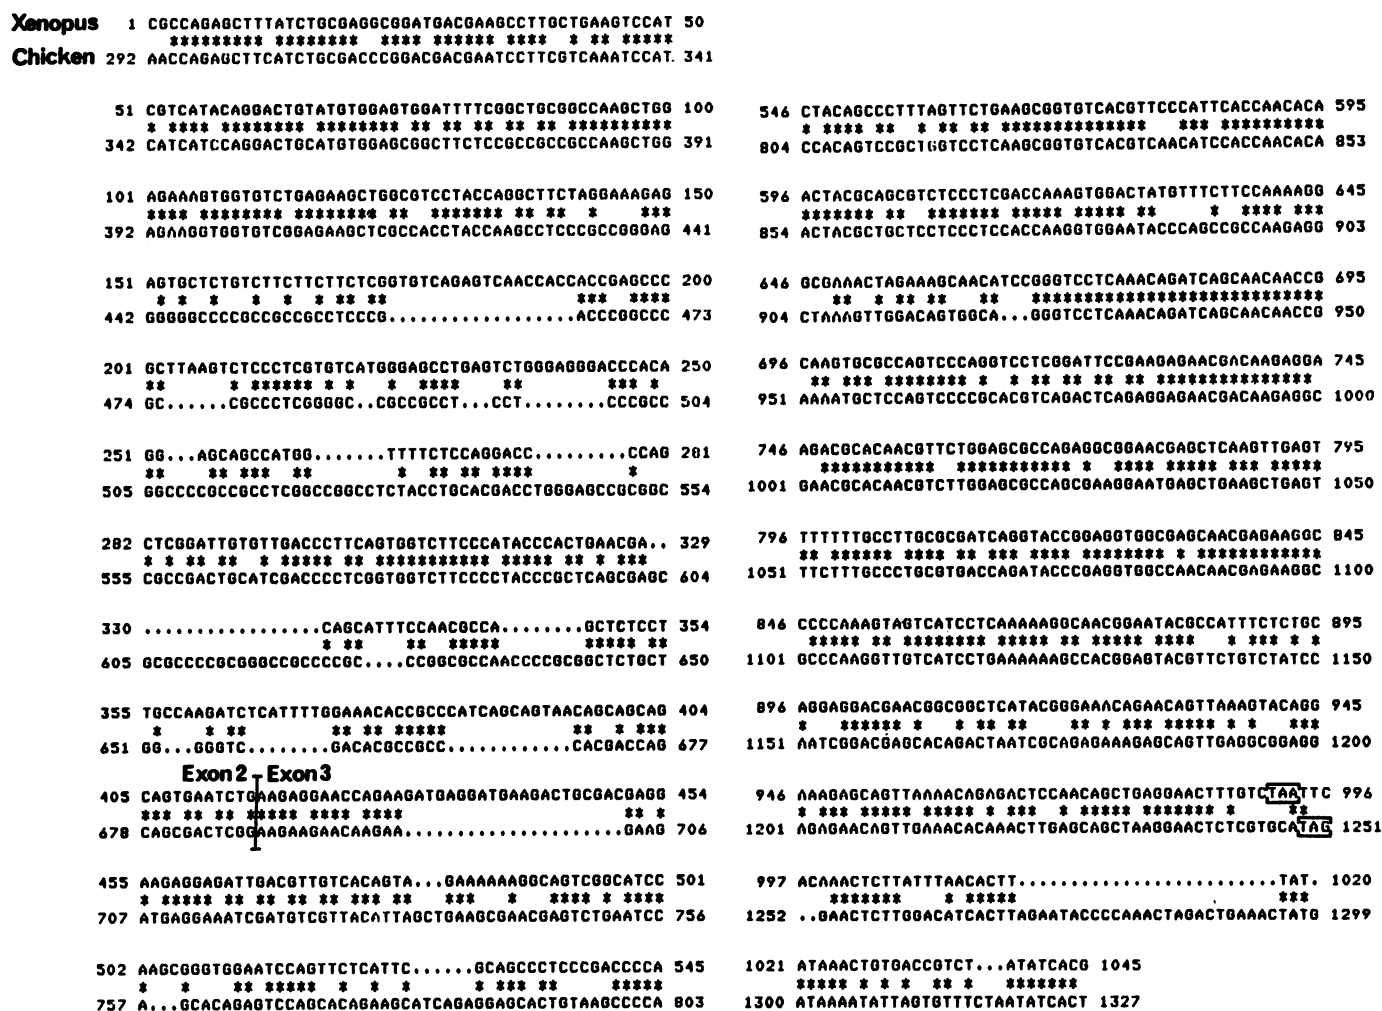 Xenopus 1 CGCCAGAGCTTTATCTGCGAGGCGGATGACGAAGCCTTGCTGAAGTCCAT 50
Chicken 292 AACCAGAGCTTCATCTGCGACCCGGACGACGAATCCTTCGTCAAATCCAT. 341
51 CGTCATACAGGACTGTATGTGGAGTGGATTTTCGGCTGCGGCCAAGCTGG 100
342 CATCATCCAGGACTGCATGTGGAGCGGCTTCTCCGCCGCCGCCAAGCTGG 391
101 AGAAAGTGGTGTCTGAGAAGCTGGCGTCCTACCAGGCTTCTAGGAAAGAG 150
392 AGAAGGTGGTGTCGGAGAAGCTCGCCACCTACCAAGCCTCCCGCCGGGAG 441
151 AGTGCTCTGTCTTCTTCTTCTCGGTGTCAGAGTCAACCACCACCGAGCCC 200
442 GGGGGCCCCGCCGCCGCCTCCCG..................ACCCGGCCC 473
201 GCTTAAGTCTCCCTCGTGTCATGGGAGCCTGAGTCTGGGAGGGACCCACA 250
474 GC......CGCCCTCGGGGC..CGCCGCCT...CCT.........CCCGCC 504
251 GG...AGCAGCCATGG.......TTTTCTCCAGGACC.........CCAG 281
505 GGCCCCGCCGCCTCGGCCGGCCTCTACCTGCACGACCTGGGAGCCGCGGC 554
282 CTCGGATTGTGTTGACCCTTCAGTGGTCTTCCCATACCCACTGAACGA.. 329
555 CGCCGACTGCATCGACCCCTCGGTGGTCTTCCCCTACCCGCTCAGCGAGC 604
330 .................CAGCATTTCCAACGCCA........GCTCTCCT 354
605 GCGCCCCGCGGGCCGCCCCGC....CCGGCGCCAACCCCGCGGCTCTGCT 650
355 TGCCAAGATCTCATTTTGGAAACACCGCCCATCAGCAGTAACAGCAGCAG 404
651 GG...GGGTC........GACACGCCGCC............CACGACCAG 677
Exon 2 Exon 3
405 CAGTGAATCTGAAGAGGAACCAGAAGATGAGGATGAAGACTGCGACGAGG 454
678 CAGCGACTCGGAAGAAGAACAAGAA.....................GAAG 706
455 AAGAGGAGATTGACGTTGTCACAGTA...GAAAAAAGGCAGTCGGCATCC 501
707 ATGAGGAAATCGATGTCGTTACATTAGCTGAAGCGAACGAGTCTGAATCC 756
502 AAGCGGGTGGAATCCAGTTCTCATTC......GCAGCCCTCCCGACCCCA 545
757 A...GCACAGAGTCCAGCACAGAAGCATCAGAGGAGCACTGTAAGCCCCA 803
546 CTACAGCCCTTTAGTTCTGAAGCGGTGTCACGTTCCCATTCACCAACACA 595
804 CCACAGTCCGCTGGTCCTCAAGCGGTGTCACGTCAACATCCACCAACACA 853
596 ACTACGCAGCGTCTCCCTCGACCAAAGTGGACTATGTTTCTTCCAAAAGG 645
854 ACTACGCTGCTCCTCCCTCCACCAAGGTGGAATACCCAGCCGCCAAGAGG 903
646 GCGAAACTAGAAAGCAACATCCGGGTCCTCAAACAGATCAGCAACAACCG 695
904 CTAAAGTTGGACAGTGGCA...GGGTCCTCAAACAGATCAGCAACAACCG 950
696 CAAGTGCGCCAGTCCCAGGTCCTCGGATTCCGAAGAGAACGACAAGAGGA 745
951 AAAATGCTCCAGTCCCCGCACGTCAGACTCAGAGGAGAACGACAAGAGGC 1000
746 AGACGCACAACGTTCTGGAGCGCCAGAGGCGGAACGAGCTCAAGTTGAGT 795
1001 GAACGCACAACGTCTTGGAGCGCCAGCGAAGGAATGAGCTGAAGCTGAGT 1050
796 TTTTTTGCCTTGCGCGATCAGGTACCGGAGGTGGCGAGCAACGAGAAGGC 845
1051 TTCTTTGCCCTGCGTGACCAGATACCCGAGGTGGCCAACAACGAGAAGGC 1100
846 CCCCAAAGTAGTCATCCTCAAAAAGGCAACGGAATACGCCATTTCTCTGC 895
1101 GCCCAAGGTTGTCATCCTGAAAAAAGCCACGGAGTACGTTCTGTCTATCC 1150
896 AGGAGGACGAACGGCGGCTCATACGGGAAACAGAACAGTTAAAGTACAGG 945
1151 AATCGGACGAGCACAGACTAATCGCAGAGAAAGAGCAGTTGAGGCGGAGG 1200
946 AAAGAGCAGTTAAAACAGAGACTCCAACAGCTGAGGAACTTTGTCTAATTC 996
1201 AGAGAACAGTTGAAACACAAACTTGAGCAGCTAAGGAACTCTCGTGCATAG 1251
997 ACAAACTCTTATTTAACACTT.........................TAT. 1020
1252 ..GAACTCTTGGACATCACTTAGAATACCCCAAACTAGACTGAAACTATG 1299
1021 ATAAACTGTGACCGTCT...ATATCACG 1045
1300 ATAAAATATTAGTGTTTCTAATATCACT 1327